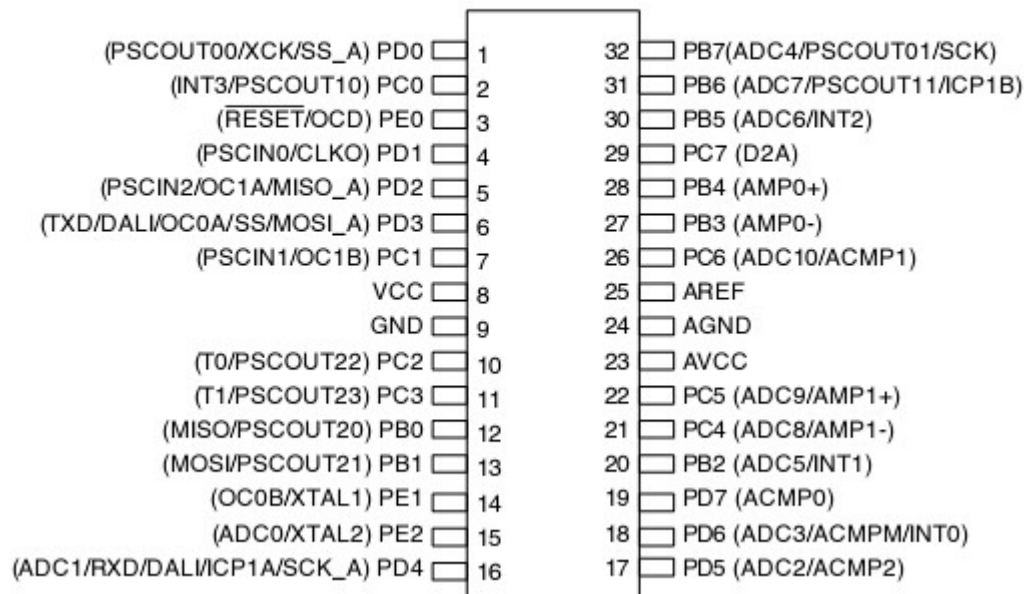 (PSCOUT00/XCK/SS_A) PD0 1 32 PB7(ADC4/PSCOUT01/SCK)
(INT3/PSCOUT10) PC0 2 31 PB6 (ADC7/PSCOUT11/ICP1B)
(RESET/OCD) PE0 3 30 PB5 (ADC6/INT2)
(PSCIN0/CLKO) PD1 4 29 PC7 (D2A)
(PSCIN2/OC1A/MISO_A) PD2 5 28 PB4 (AMP0+)
(TXD/DALI/OC0A/SS/MOSI_A) PD3 6 27 PB3 (AMP0-)
(PSCIN1/OC1B) PC1 7 26 PC6 (ADC10/ACMP1)
VCC 8 25 AREF
GND 9 24 AGND
(T0/PSCOUT22) PC2 10 23 AVCC
(T1/PSCOUT23) PC3 11 22 PC5 (ADC9/AMP1+)
(MISO/PSCOUT20) PB0 12 21 PC4 (ADC8/AMP1-)
(MOSI/PSCOUT21) PB1 13 20 PB2 (ADC5/INT1)
(OC0B/XTAL1) PE1 14 19 PD7 (ACMP0)
(ADC0/XTAL2) PE2 15 18 PD6 (ADC3/ACMPM/INT0)
(ADC1/RXD/DALI/ICP1A/SCK_A) PD4 16 17 PD5 (ADC2/ACMP2)